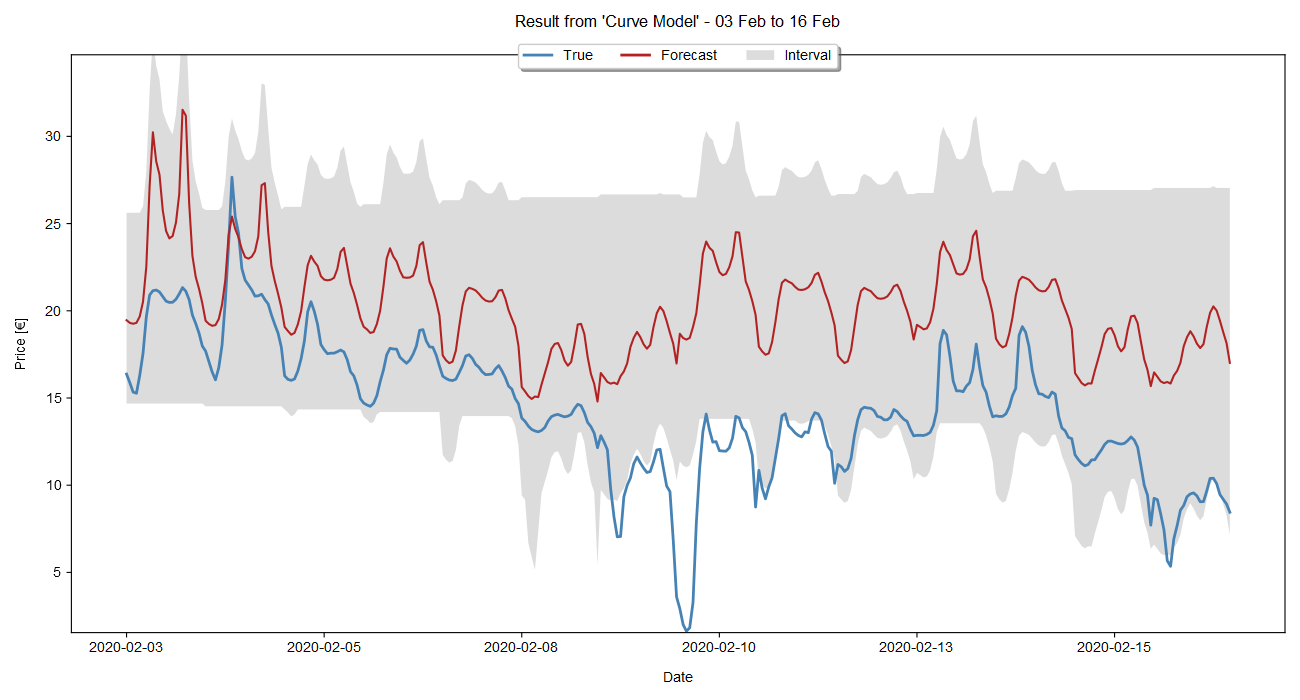 Result from 'Curve Model' - 03 Feb to 16 Feb
True Forecast Interval
Price [€]
30
25
20
15
10
5
2020-02-03 2020-02-05 2020-02-08 2020-02-10 2020-02-13 2020-02-15
Date